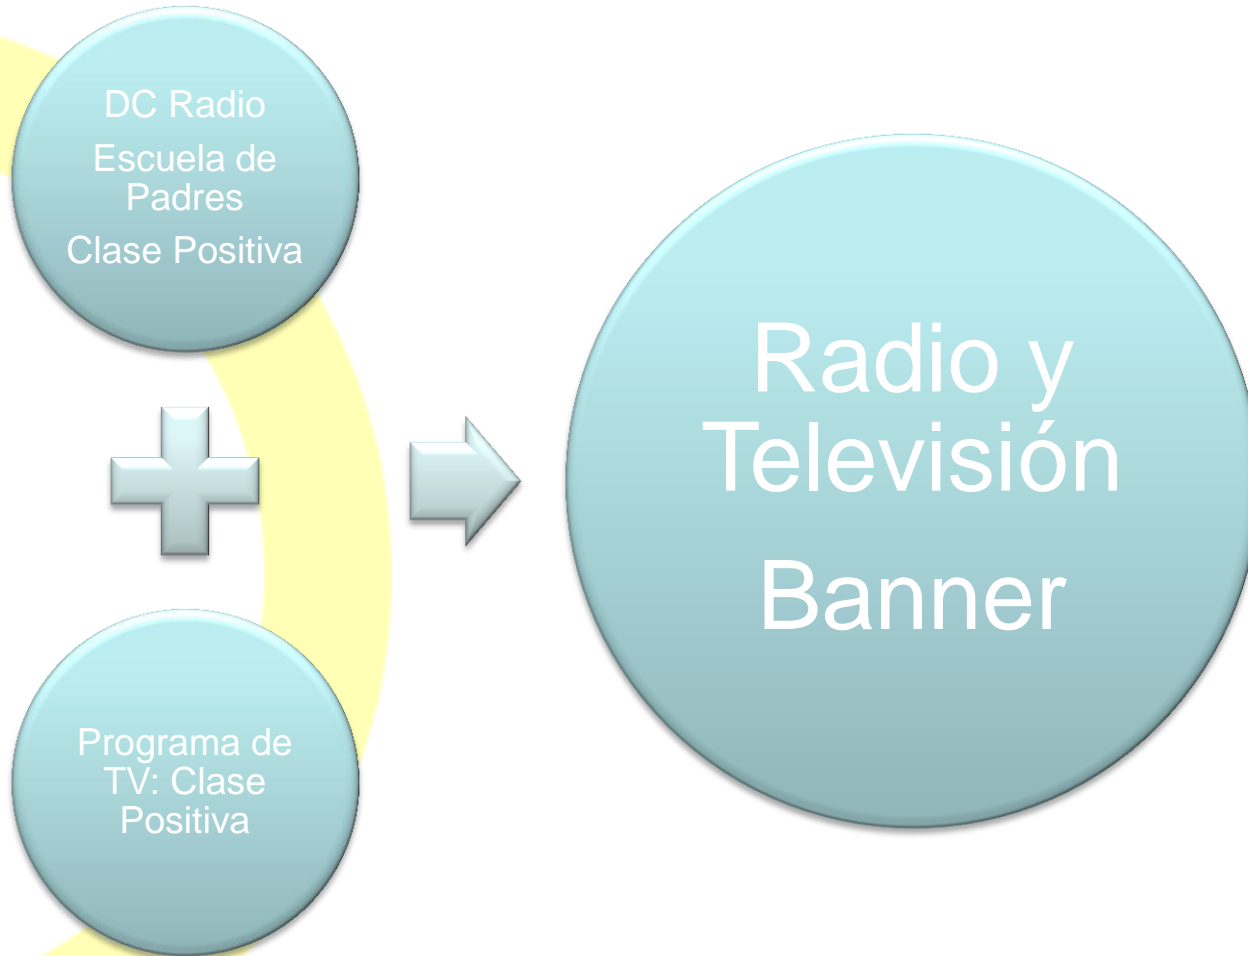 DC Radio
Escuela de
Padres
Clase Positiva
Programa de
TV: Clase
Positiva
Radio y
Televisión
Banner